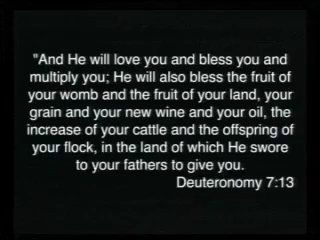 "And He will love you and bless you and
multiply you; He will also bless the fruit of
your womb and the fruit of your land, your
grain and your new wine and your oil, the
increase of your cattle and the offspring of
your flock, in the land of which He swore
to your fathers to give you.
Deuteronomy 7:13